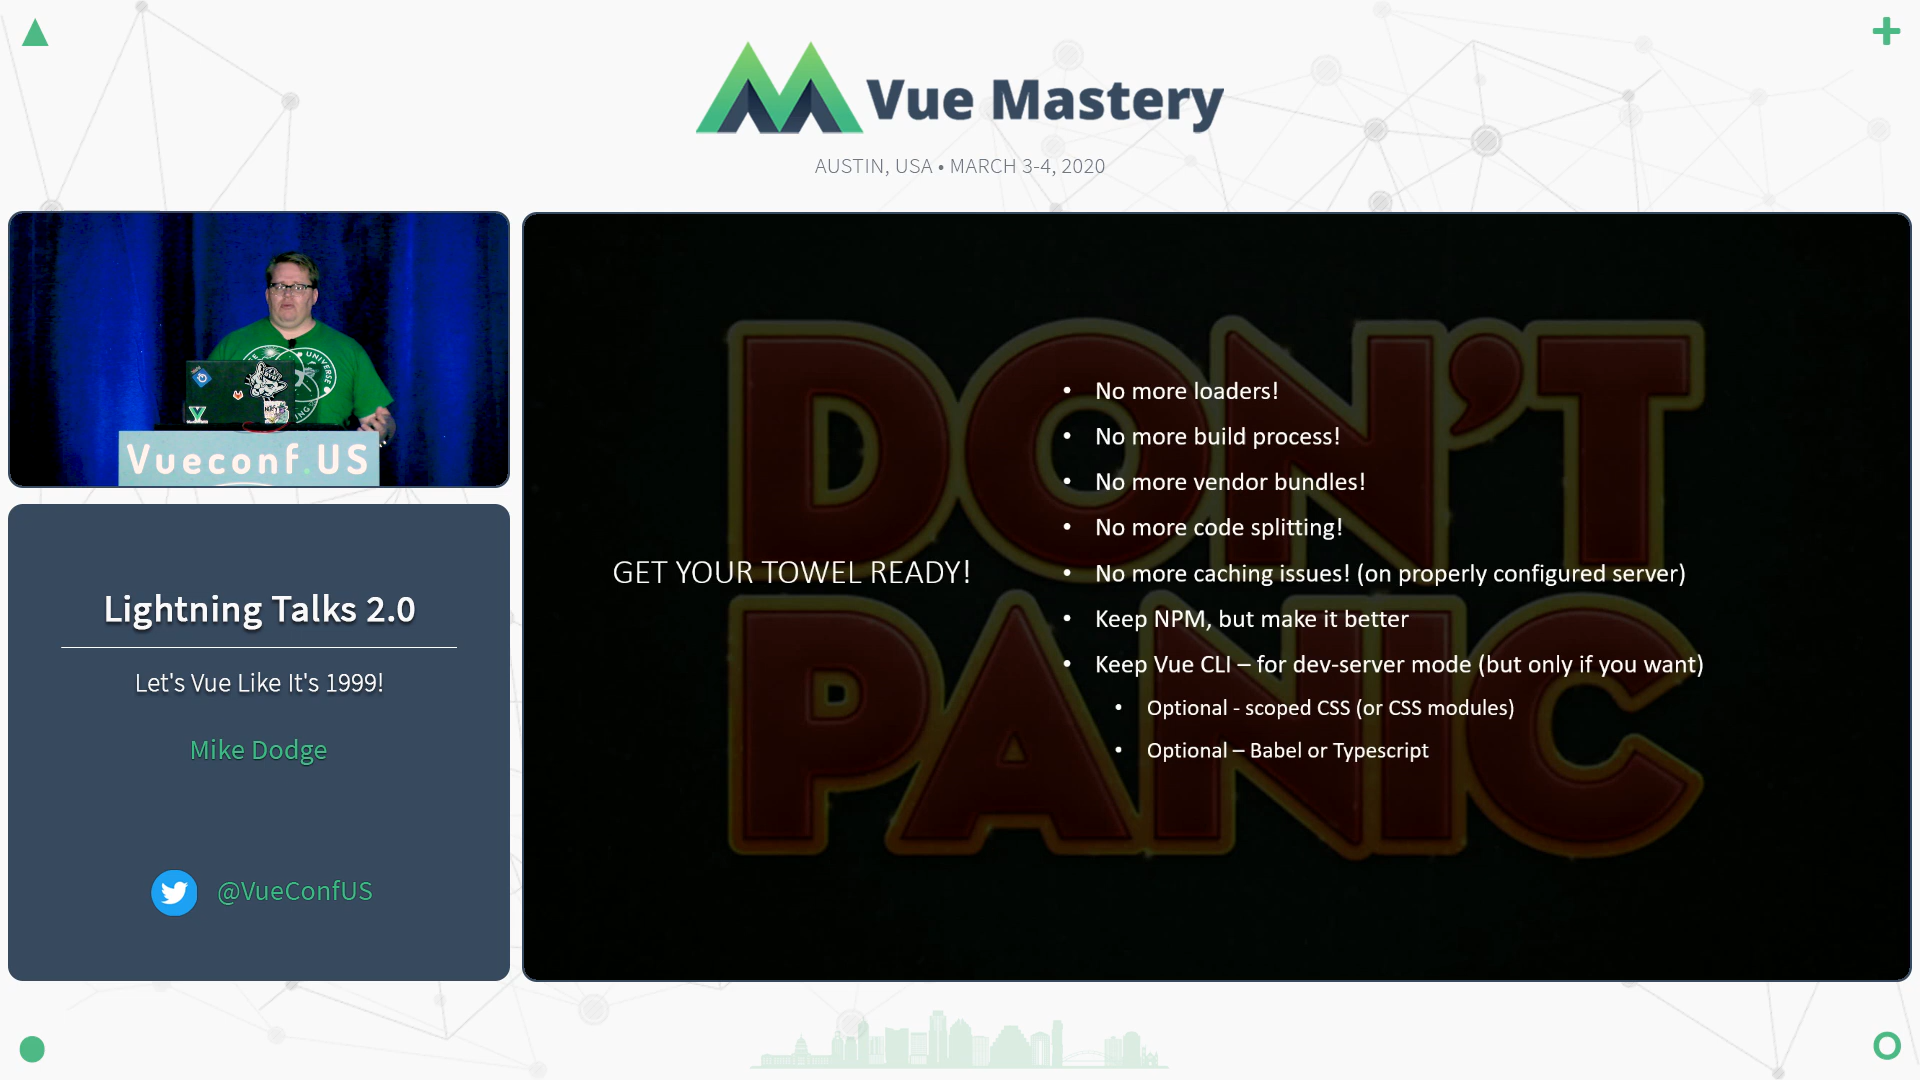 Vue Mastery
AUSTIN, USA • MARCH 3-4, 2020
UNIVERSE
Vueconf.US
Lightning Talks 2.0
Let's Vue Like It's 1999!
Mike Dodge
@VueConfUS
DON'T
PANIC
GET YOUR TOWEL READY!
• No more loaders!
• No more build process!
• No more vendor bundles!
• No more code splitting!
• No more caching issues! (on properly configured server)
• Keep NPM, but make it better
• Keep Vue CLI – for dev-server mode (but only if you want)
• Optional - scoped CSS (or CSS modules)
• Optional – Babel or Typescript